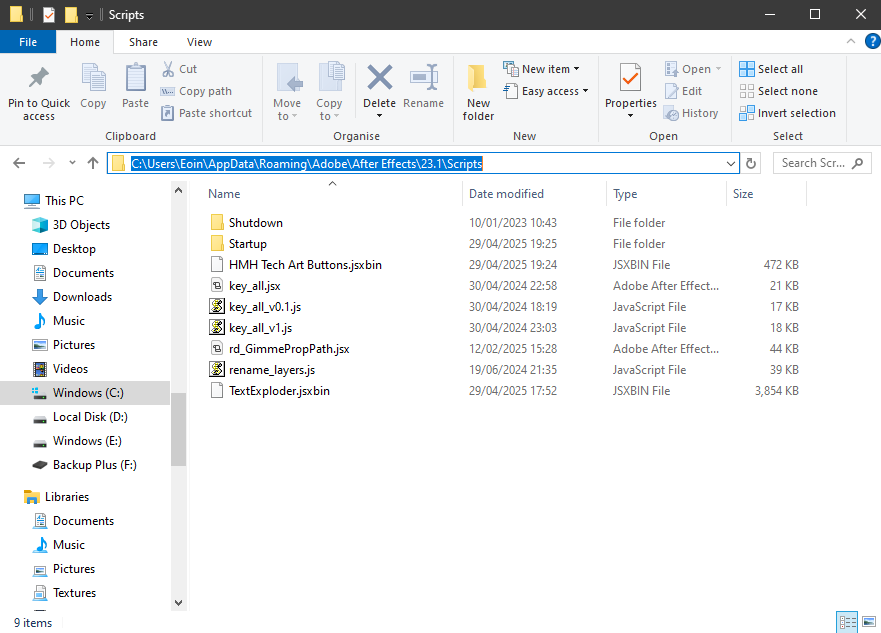 Scripts
File Home Share View
Pin to Quick access
Copy
Paste
Cut
Copy path
Paste shortcut
Clipboard
Move to
Copy to
Delete
Rename
Organise
New folder
New item
Easy access
New
Properties
Open
Edit
History
Open
Select all
Select none
Invert selection
Select
C:\Users\Eoin\AppData\Roaming\Adobe\After Effects\23.1\Scripts
Search Scr...
This PC
3D Objects
Desktop
Documents
Downloads
Music
Pictures
Videos
Windows (C:)
Local Disk (D:)
Windows (E:)
Backup Plus (F:)
Libraries
Documents
Music
Pictures
Textures
Name Date modified Type Size
Shutdown 10/01/2023 10:43 File folder
Startup 29/04/2025 19:25 File folder
HMH Tech Art Buttons.jsxbin 29/04/2025 19:24 JSXBIN File 472 KB
key_all.jsx 30/04/2024 22:58 Adobe After Effect... 21 KB
key_all_v0.1.js 30/04/2024 18:19 JavaScript File 17 KB
key_all_v1.js 30/04/2024 23:03 JavaScript File 18 KB
rd_GimmePropPath.jsx 12/02/2025 15:28 Adobe After Effect... 44 KB
rename_layers.js 19/06/2024 21:35 JavaScript File 39 KB
TextExploder.jsxbin 29/04/2025 17:52 JSXBIN File 3,854 KB
9 items